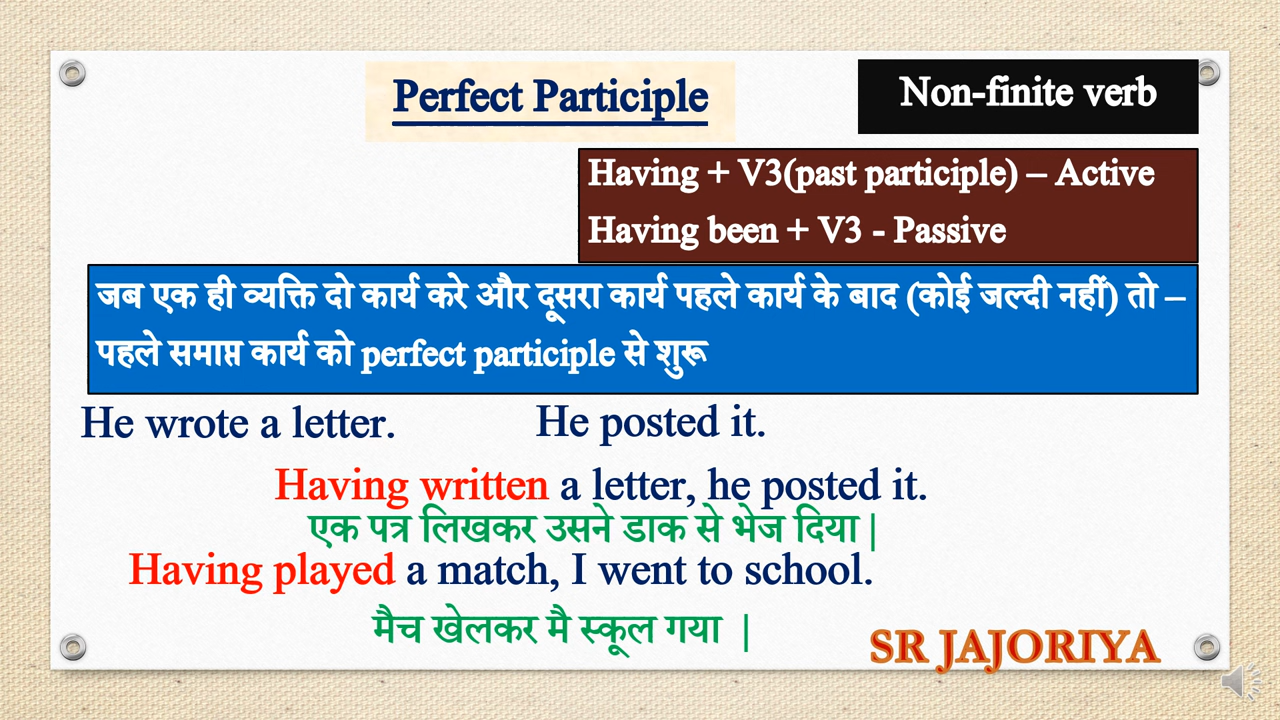 Perfect Participle
Non-finite verb
Having + V3(past participle) – Active
Having been + V3 - Passive
जब एक ही व्यक्ति दो कार्य करे और दूसरा कार्य पहले कार्य के बाद (कोई जल्दी नहीं) तो –
पहले समाप्त कार्य को perfect participle से शुरू
He wrote a letter. He posted it.
Having written a letter, he posted it.
एक पत्र लिखकर उसने डाक से भेज दिया |
Having played a match, I went to school.
मैच खेलकर मै स्कूल गया |
SR JAJORIYA